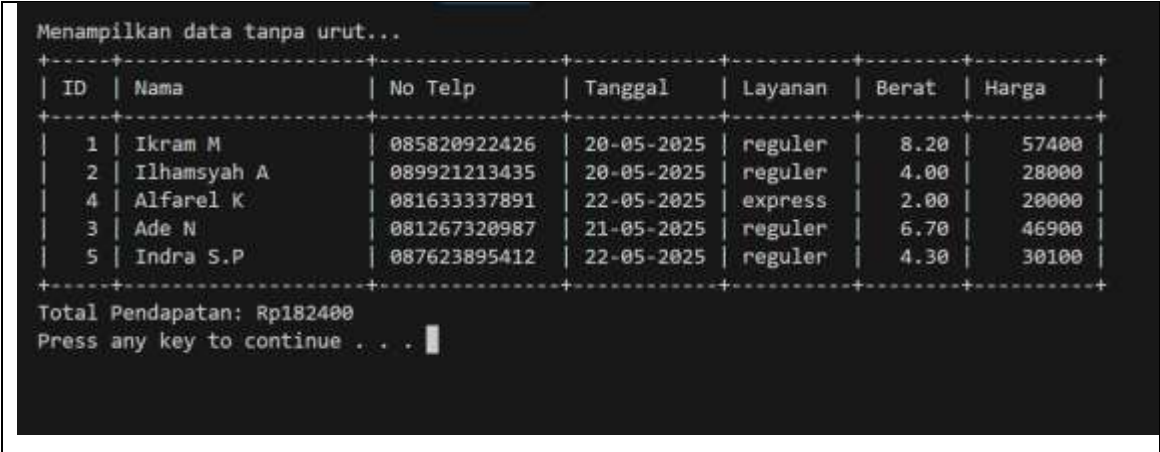 Menampilkan data tanpa urut...
+-----+--------------------+---------------+------------+----------+--------+----------+
| ID | Nama | No Telp | Tanggal | Layanan | Berat | Harga |
+-----+--------------------+---------------+------------+----------+--------+----------+
| 1 | Ikram M | 085820922426 | 20-05-2025 | reguler | 8.20 | 57400 |
| 2 | Ilhamsyah A | 089921213435 | 20-05-2025 | reguler | 4.00 | 28000 |
| 4 | Alfarel K | 081633337891 | 22-05-2025 | express | 2.00 | 20000 |
| 3 | Ade N | 081267320987 | 21-05-2025 | reguler | 6.70 | 46900 |
| 5 | Indra S.P | 087623895412 | 22-05-2025 | reguler | 4.30 | 30100 |
+-----+--------------------+---------------+------------+----------+--------+----------+
Total Pendapatan: Rp182400
Press any key to continue . . .